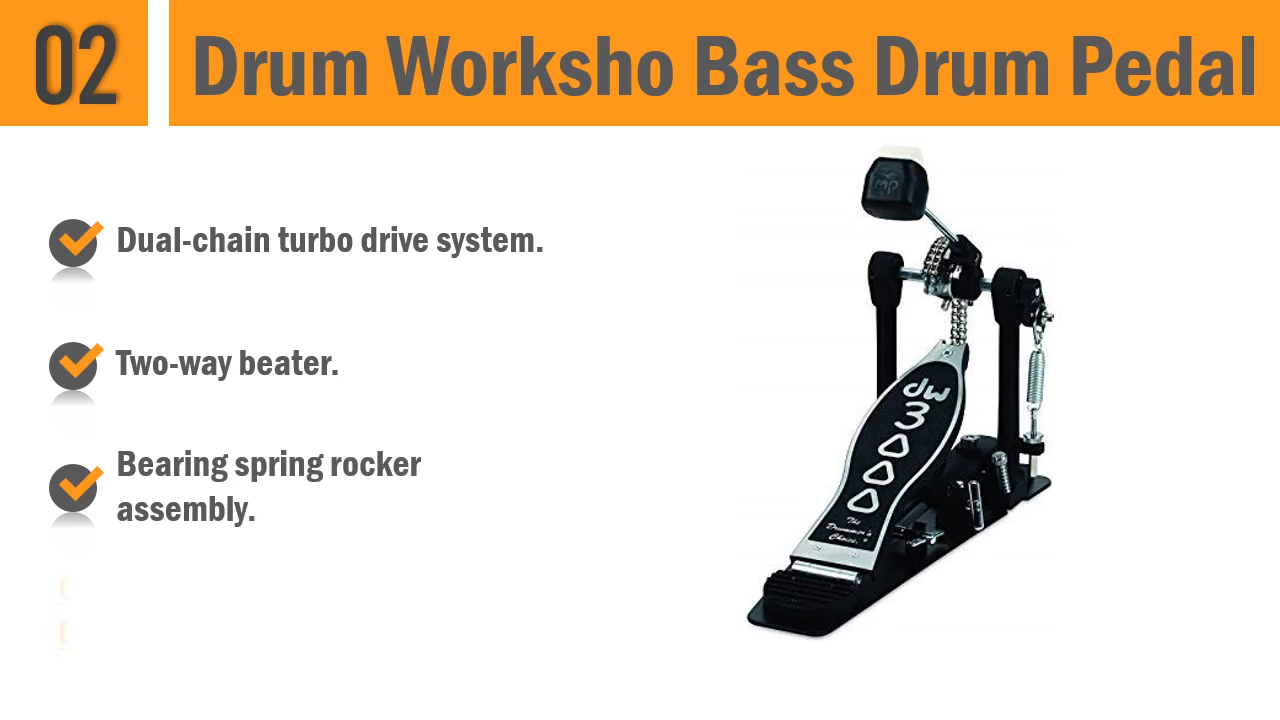 02
Drum Worksho Bass Drum Pedal
Dual-chain turbo drive system.
Two-way beater.
Bearing spring rocker
assembly.
dw
dw
3000
The
Drummer's
Choice.